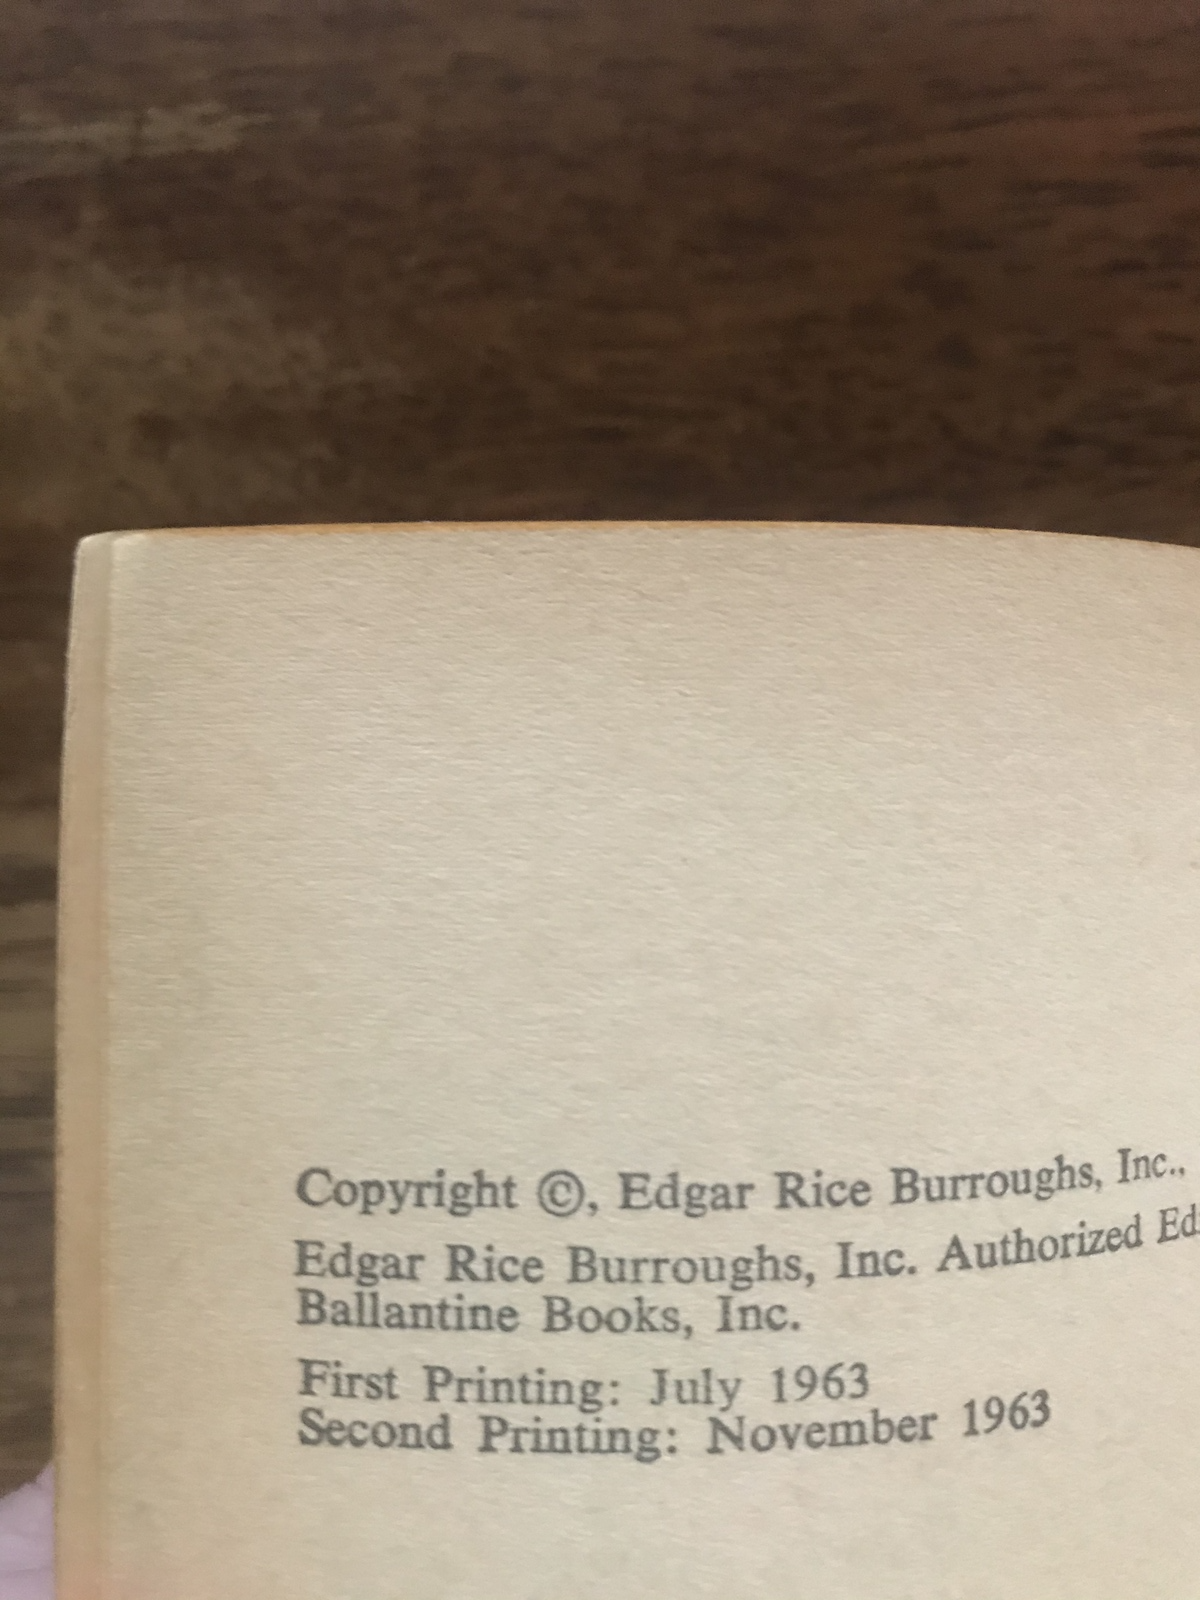 Copyright ©, Edgar Rice Burroughs, Inc.,
Edgar Rice Burroughs, Inc. Authorized
Ballantine Books, Inc.
First Printing: July 1963
Second Printing: November 1963